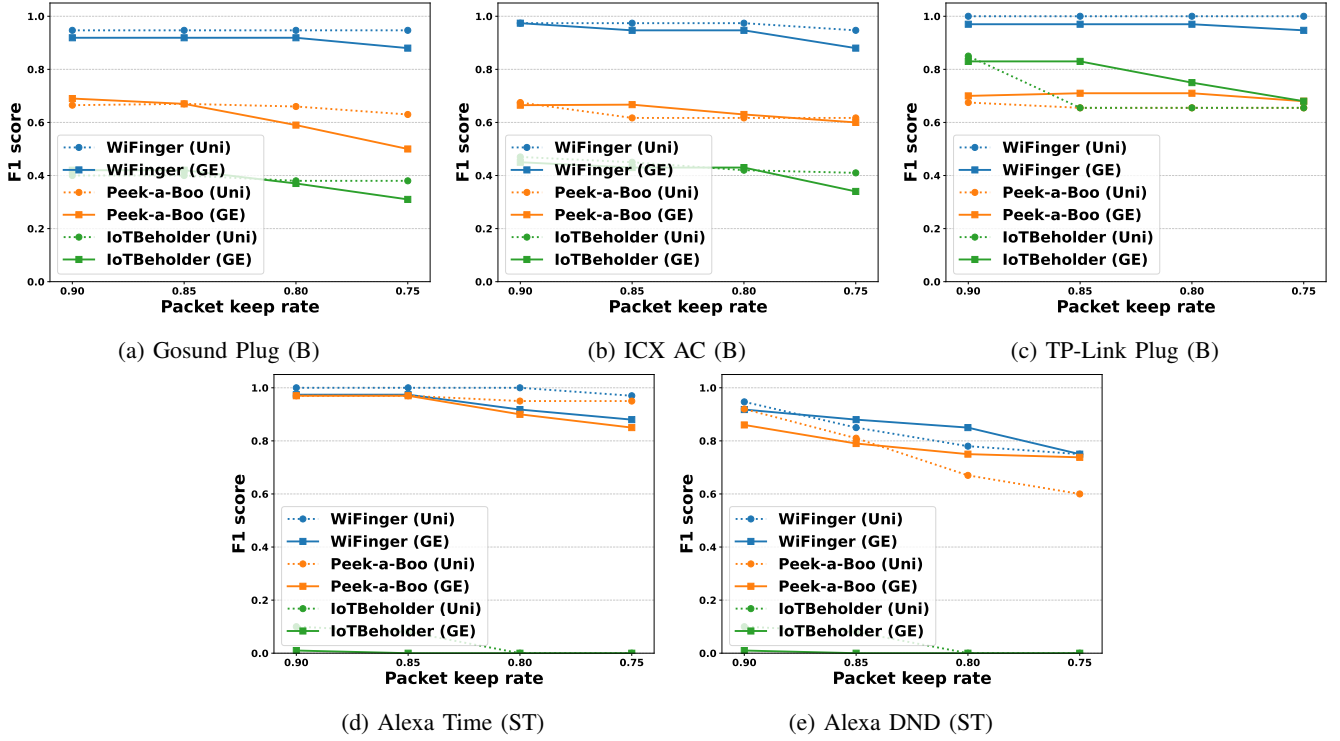 1.0
0.8
0.6
0.4
0.2
0.0
F1 score
WiFinger (Uni)
WiFinger (GE)
Peek-a-Boo (Uni)
Peek-a-Boo (GE)
IoTBeholder (Uni)
IoTBeholder (GE)
0.90 0.85 0.80 0.75
Packet keep rate
(a) Gosund Plug (B)
1.0
0.8
0.6
0.4
0.2
0.0
F1 score
WiFinger (Uni)
WiFinger (GE)
Peek-a-Boo (Uni)
Peek-a-Boo (GE)
IoTBeholder (Uni)
IoTBeholder (GE)
0.90 0.85 0.80 0.75
Packet keep rate
(b) ICX AC (B)
1.0
0.8
0.6
0.4
0.2
0.0
F1 score
WiFinger (Uni)
WiFinger (GE)
Peek-a-Boo (Uni)
Peek-a-Boo (GE)
IoTBeholder (Uni)
IoTBeholder (GE)
0.90 0.85 0.80 0.75
Packet keep rate
(c) TP-Link Plug (B)
1.0
0.8
0.6
0.4
0.2
0.0
F1 score
WiFinger (Uni)
WiFinger (GE)
Peek-a-Boo (Uni)
Peek-a-Boo (GE)
IoTBeholder (Uni)
IoTBeholder (GE)
0.90 0.85 0.80 0.75
Packet keep rate
(d) Alexa Time (ST)
1.0
0.8
0.6
0.4
0.2
0.0
F1 score
WiFinger (Uni)
WiFinger (GE)
Peek-a-Boo (Uni)
Peek-a-Boo (GE)
IoTBeholder (Uni)
IoTBeholder (GE)
0.90 0.85 0.80 0.75
Packet keep rate
(e) Alexa DND (ST)